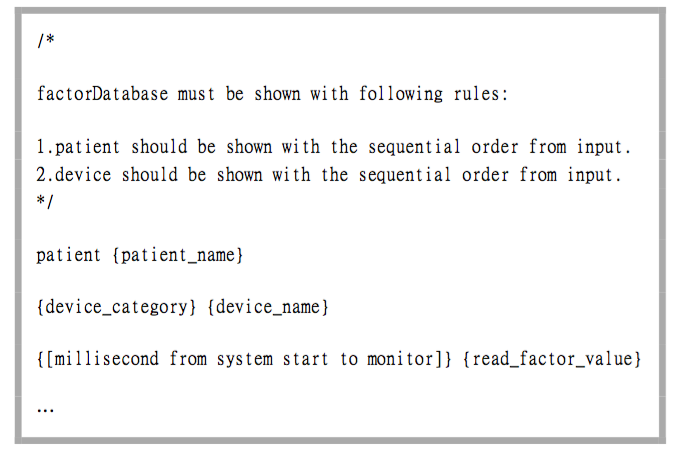 /*
factorDatabase must be shown with following rules:
1.patient should be shown with the sequential order from input.
2.device should be shown with the sequential order from input.
*/
patient {patient_name}
{device_category} {device_name}
{[millisecond from system start to monitor]} {read_factor_value}
...